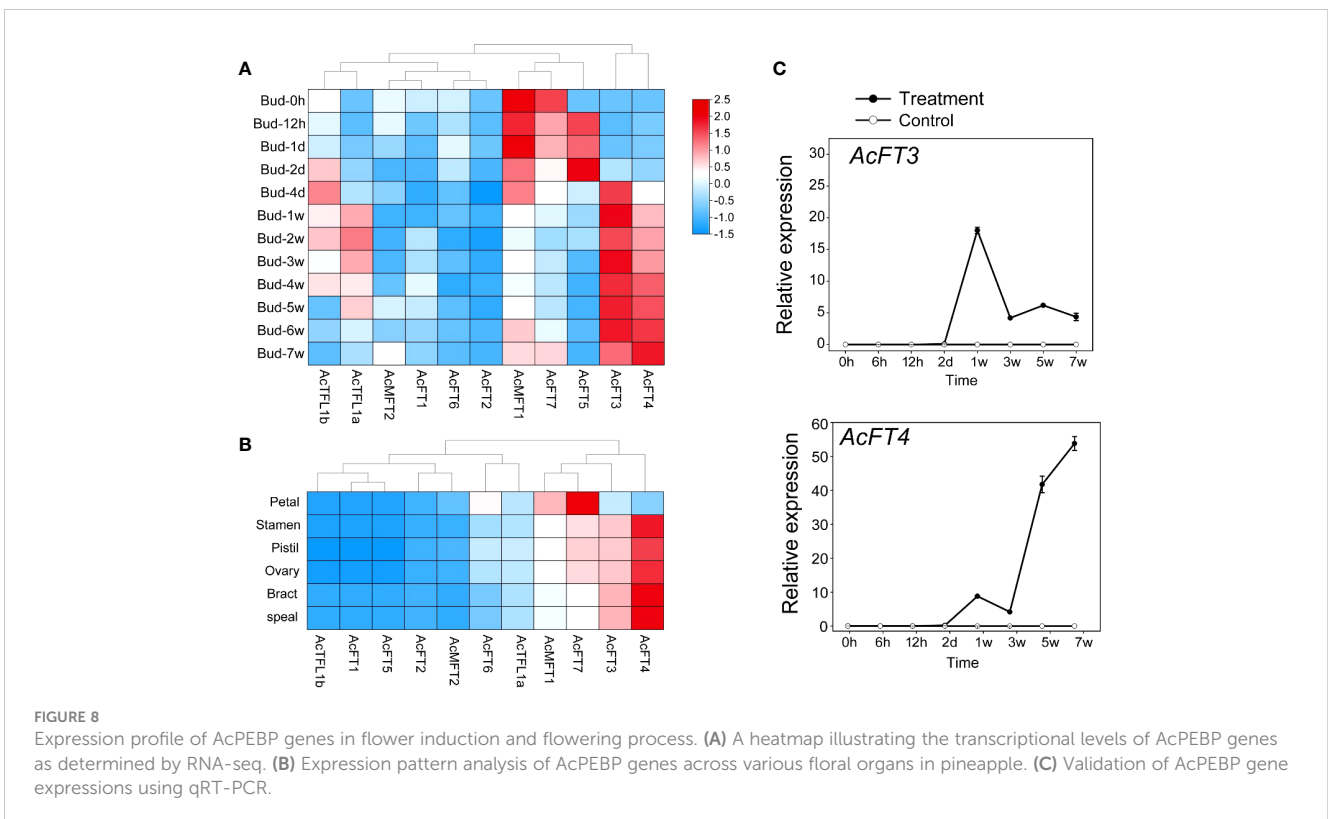 A
Bud-0h
Bud-12h
Bud-1d
Bud-2d
Bud-4d
Bud-1w
Bud-2w
Bud-3w
Bud-4w
Bud-5w
Bud-6w
Bud-7w
AcTFL1b
AcTFL1a
AcMFT2
AcFT1
AcFT6
AcFT2
AcMFT1
AcFT7
AcFT5
AcFT3
AcFT4
2.5
2.0
1.5
1.0
0.5
0.0
-0.5
-1.0
-1.5
B
Petal
Stamen
Pistil
Ovary
Bract
speal
AcTFL1b
AcFT1
AcFT5
AcFT2
AcMFT2
AcFT6
AcTFL1a
AcMFT1
AcFT7
AcFT3
AcFT4
C
Treatment
Control
AcFT3
Relative expression
30
25
20
15
10
5
0
0h 6h 12h 2d 1w 3w 5w 7w
Time
AcFT4
Relative expression
60
50
40
30
20
10
0
0h 6h 12h 2d 1w 3w 5w 7w
Time
FIGURE 8
Expression profile of AcPEBP genes in flower induction and flowering process. (A) A heatmap illustrating the transcriptional levels of AcPEBP genes
as determined by RNA-seq. (B) Expression pattern analysis of AcPEBP genes across various floral organs in pineapple. (C) Validation of AcPEBP gene
expressions using qRT-PCR.